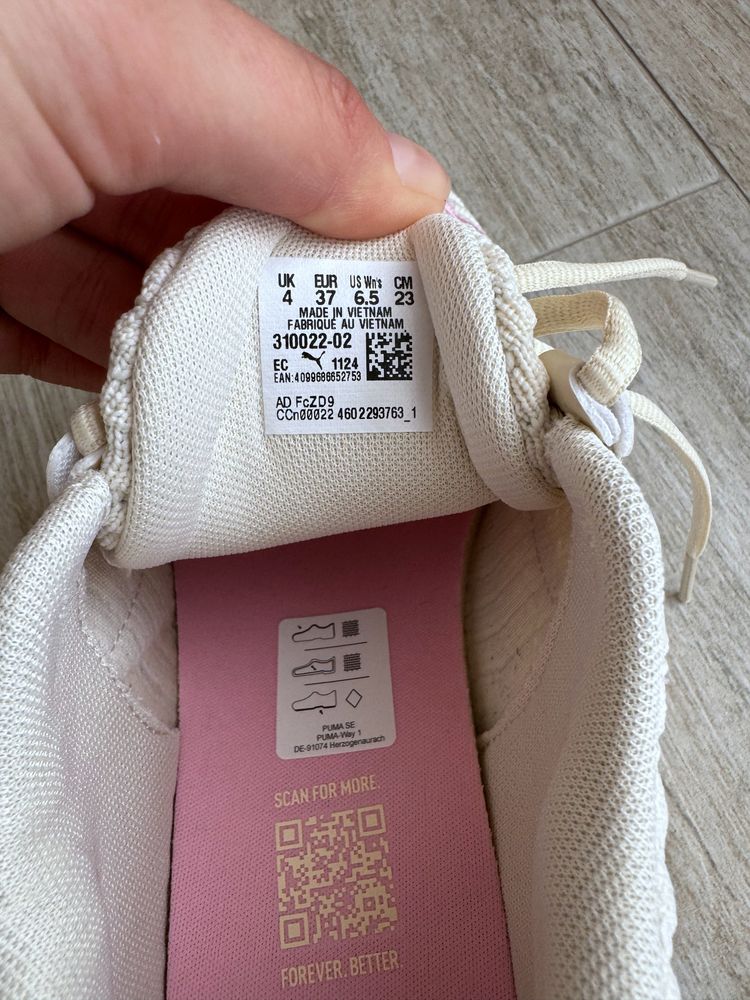 UK EUR US Wn's CM
4 37 6.5 23
MADE IN VIETNAM
FABRIQUÉ AU VIETNAM
310022-02
EC 1124
EAN:4099686652753
AD FcZD9
CCn00022 4602293763_1
PUMA SE
PUMA-Way 1
DE-91074 Herzogenaurach
SCAN FOR MORE.
FOREVER. BETTER.